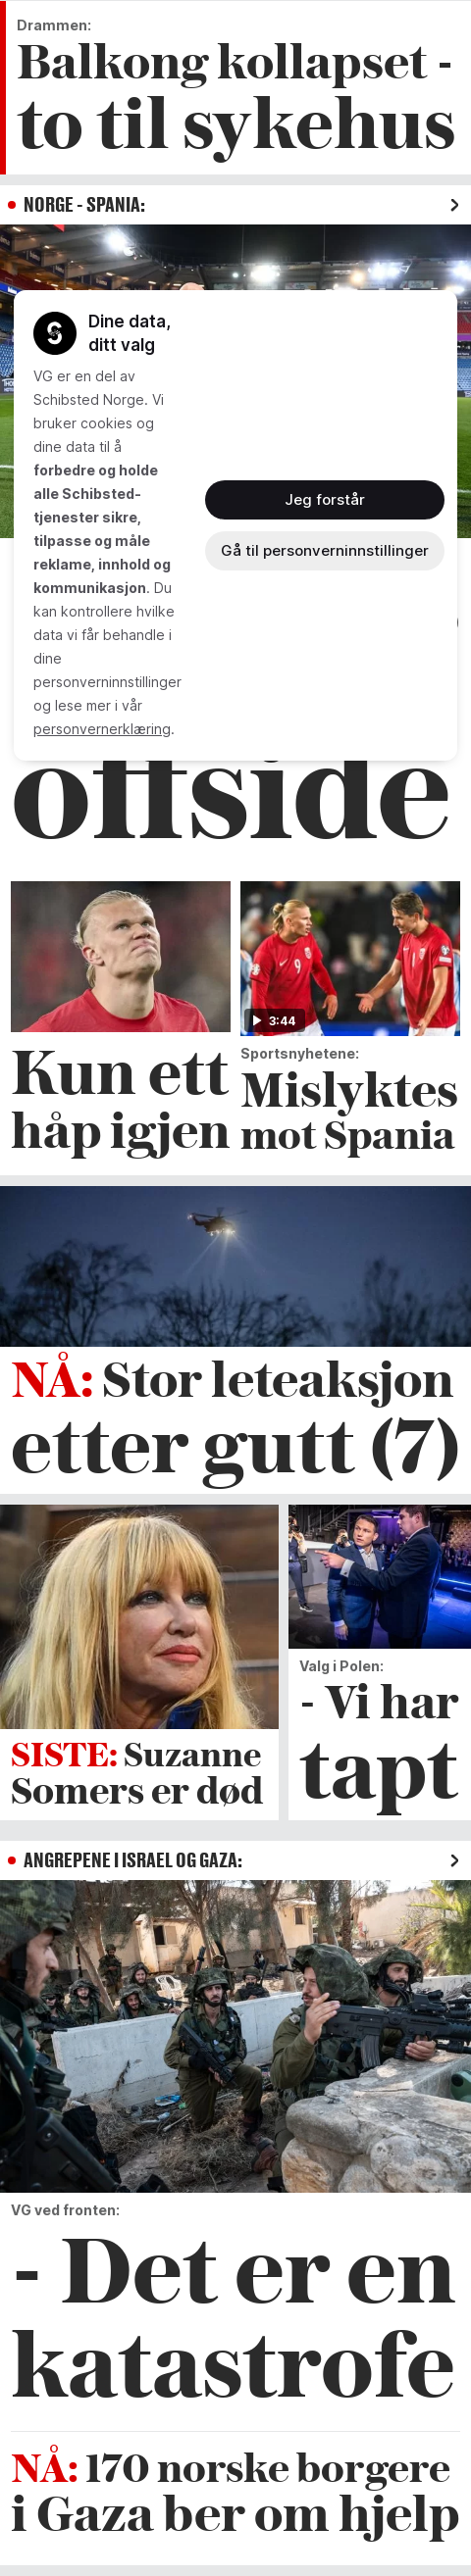 Drammen:
Balkong kollapset -
to til sykehus
NORGE - SPANIA:
Dine data,
ditt valg
VG er en del av
Schibsted Norge. Vi
bruker cookies og
dine data til å
forbedre og holde
alle Schibsted-
tjenester sikre,
tilpasse og måle
reklame, innhold og
kommunikasjon. Du
kan kontrollere hvilke
data vi får behandle i
dine
personverninnstillinger
og lese mer i vår
personvernerklæring.
Jeg forstår
Gå til personverninnstillinger
offside
3:44
Kun ett
håp igjen
Sportsnyhetene:
Mislyktes
mot Spania
NÅ: Stor leteaksjon
etter gutt (7)
SISTE: Suzanne
Somers er død
Valg i Polen:
- Vi har
tapt
ANGREPENE I ISRAEL OG GAZA:
VG ved fronten:
- Det er en
katastrofe
NÅ: 170 norske borgere
i Gaza ber om hjelp